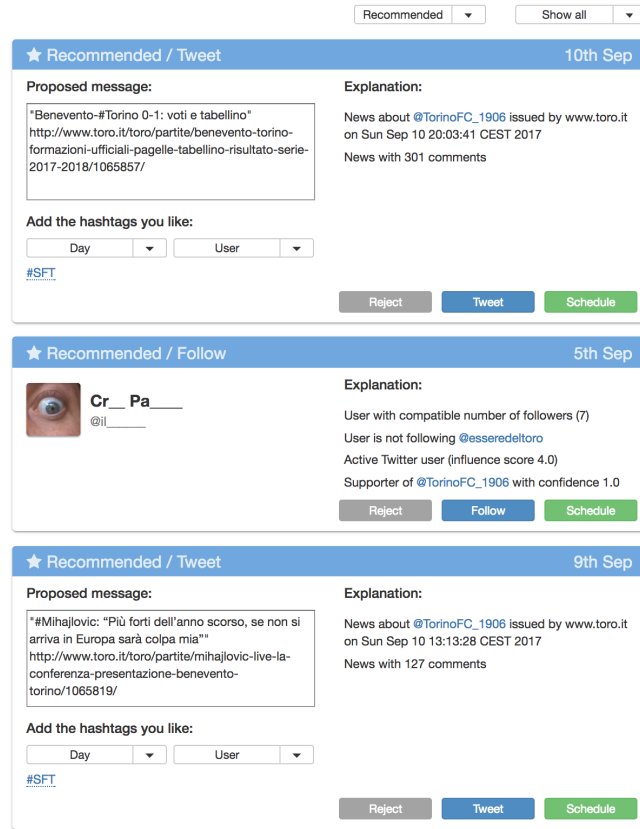 Recommended Show all
★ Recommended / Tweet 10th Sep
Proposed message:
"Benevento-#Torino 0-1: voti e tabellino"
http://www.toro.it/toro/partite/benevento-torino-
formazioni-ufficiali-pagelle-tabellino-risultato-serie-
2017-2018/1065857/
Explanation:
News about @TorinoFC_1906 issued by www.toro.it
on Sun Sep 10 20:03:41 CEST 2017
News with 301 comments
Add the hashtags you like:
Day User
#SFT
Reject Tweet Schedule
★ Recommended / Follow 5th Sep
Cr__ Pa____
@il______
Explanation:
User with compatible number of followers (7)
User is not following @esseredeltoro
Active Twitter user (influence score 4.0)
Supporter of @TorinoFC_1906 with confidence 1.0
Reject Follow Schedule
★ Recommended / Tweet 9th Sep
Proposed message:
"#Mihajlovic: “Più forti dell’anno scorso, se non si
arriva in Europa sarà colpa mia”"
http://www.toro.it/toro/partite/mihajlovic-live-la-
conferenza-presentazione-benevento-
torino/1065819/
Explanation:
News about @TorinoFC_1906 issued by www.toro.it
on Sun Sep 10 13:13:28 CEST 2017
News with 127 comments
Add the hashtags you like:
Day User
#SFT
Reject Tweet Schedule